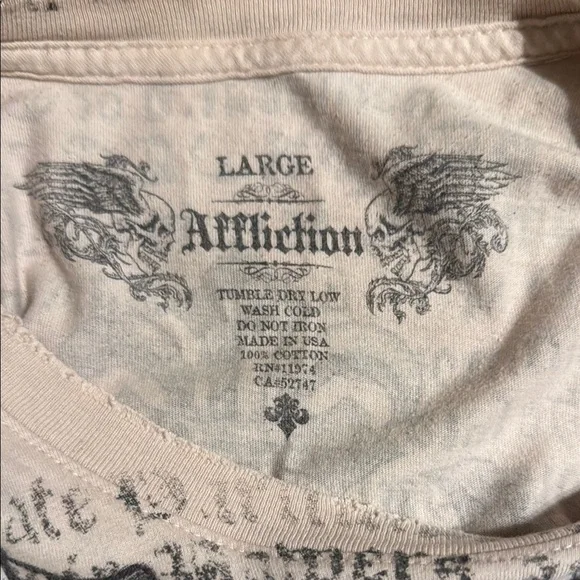 LARGE
Affliction
TUMBLE DRY LOW
WASH COLD
DO NOT IRON
MADE IN USA
100% COTTON
RN#11974
CA#52747
ate